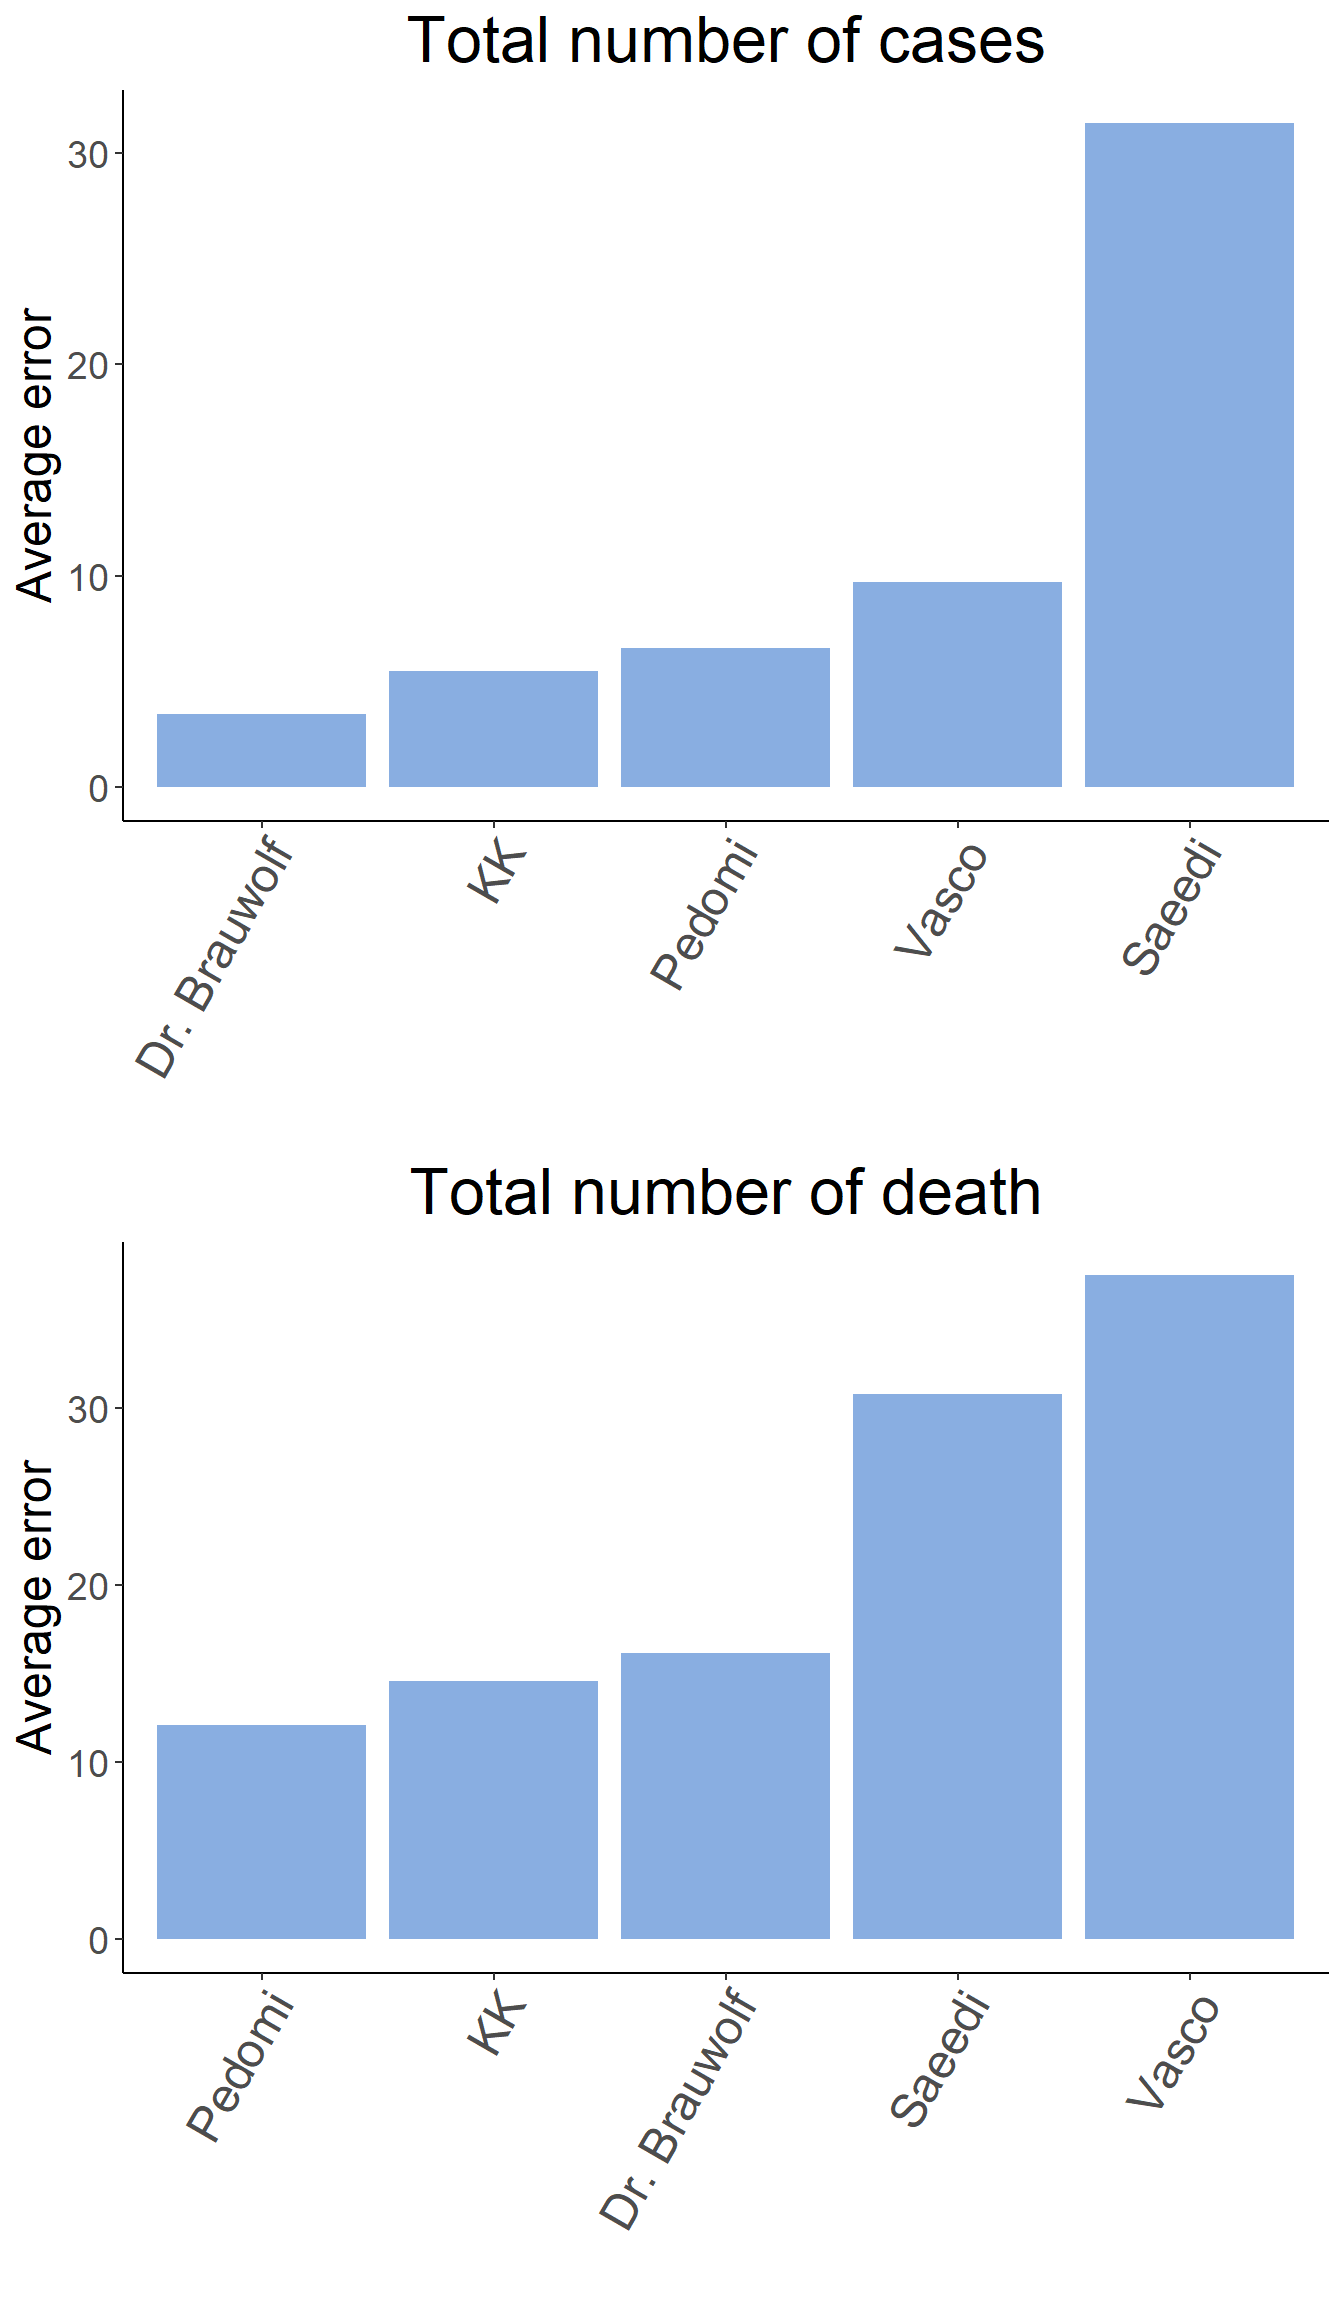 Total number of cases
Average error
30
20
10
0
Dr. Brauwolf
KK
Pedomi
Vasco
Saeedi
Total number of death
Average error
30
20
10
0
Pedomi
KK
Dr. Brauwolf
Saeedi
Vasco